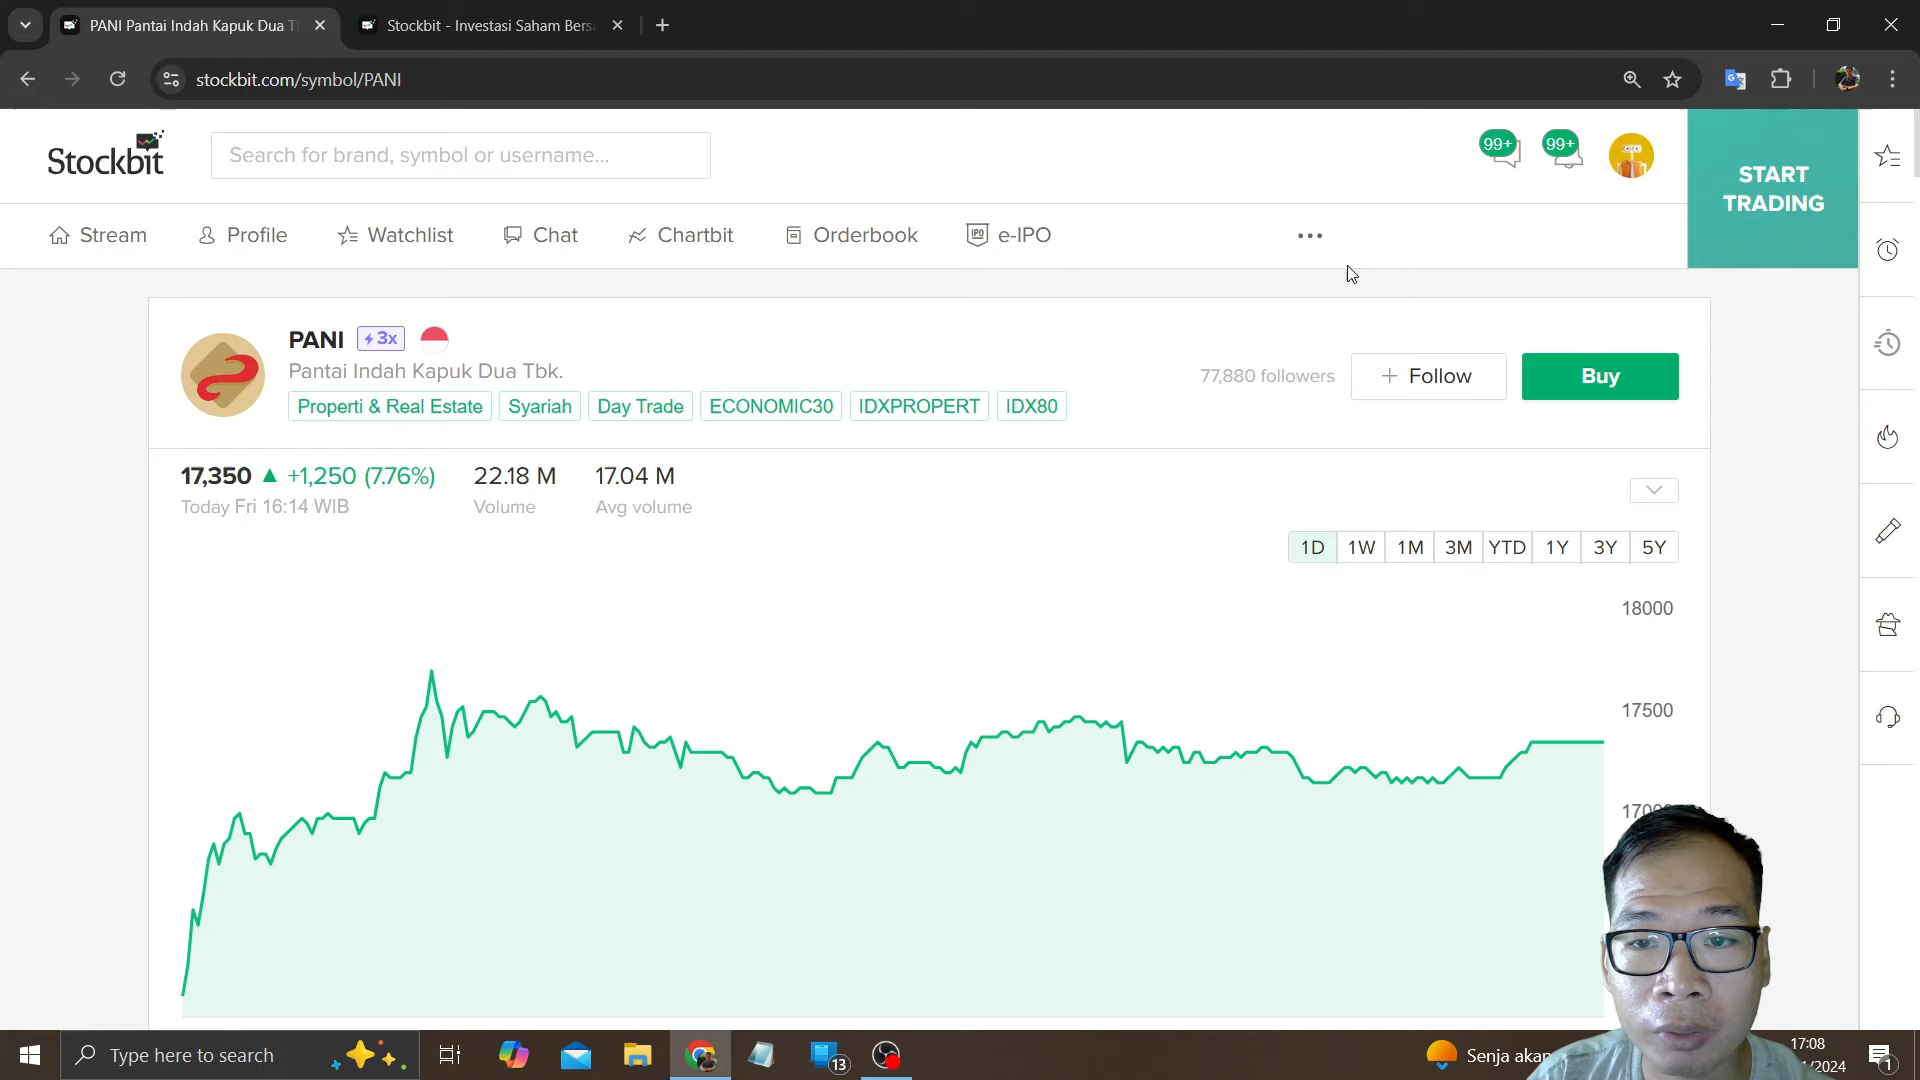 PANI Pantai Indah Kapuk Dua T
Stockbit - Investasi Saham Bers
stockbit.com/symbol/PANI
Stockbit
Search for brand, symbol or username...
99+
99+
START
TRADING
Stream
Profile
Watchlist
Chat
Chartbit
Orderbook
IPO
e-IPO
PANI
3x
Pantai Indah Kapuk Dua Tbk.
77,880 followers
+ Follow
Buy
Properti & Real Estate
Syariah
Day Trade
ECONOMIC30
IDXPROPERT
IDX80
17,350 ▲ +1,250 (7.76%)
22.18 M
17.04 M
Today Fri 16:14 WIB
Volume
Avg volume
1D
1W
1M
3M
YTD
1Y
3Y
5Y
18000
17500
Type here to search
13
Senja
17:08
/2024
1